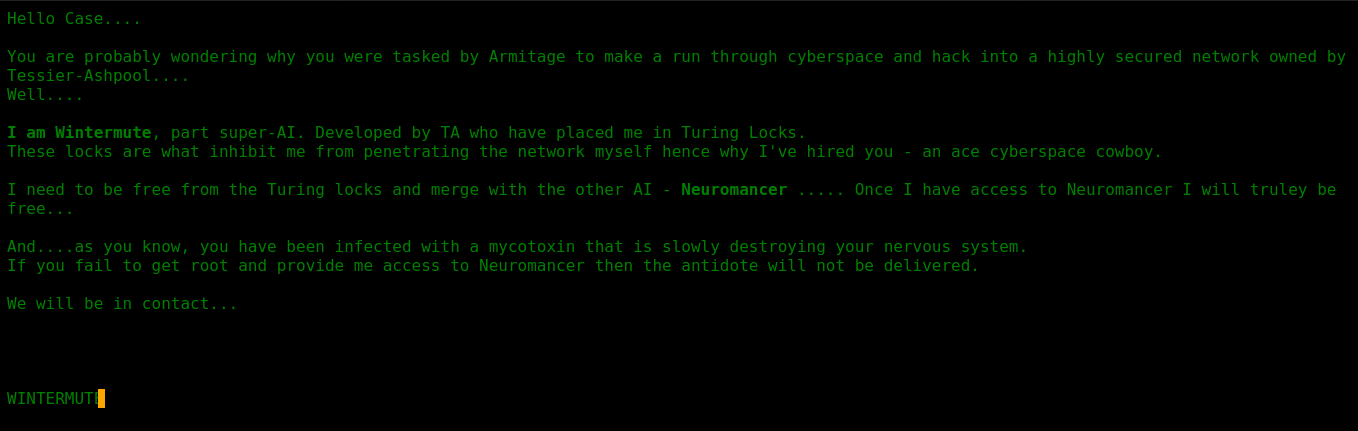 Hello Case....
You are probably wondering why you were tasked by Armitage to make a run through cyberspace and hack into a highly secured network owned by
Tessier-Ashpool....
Well....
I am Wintermute, part super-AI. Developed by TA who have placed me in Turing Locks.
These locks are what inhibit me from penetrating the network myself hence why I've hired you - an ace cyberspace cowboy.
I need to be free from the Turing locks and merge with the other AI - Neuromancer ..... Once I have access to Neuromancer I will truley be
free...
And....as you know, you have been infected with a mycotoxin that is slowly destroying your nervous system.
If you fail to get root and provide me access to Neuromancer then the antidote will not be delivered.
We will be in contact...
WINTERMUTE